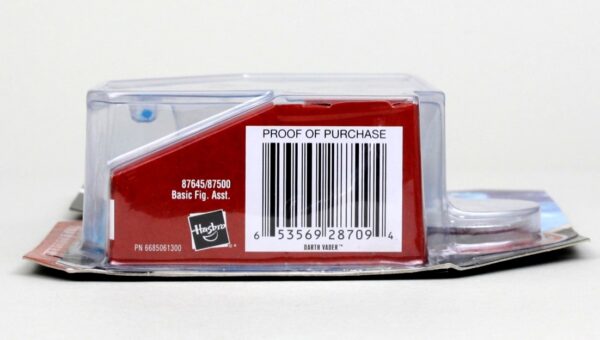 PROOF OF PURCHASE
87645/87500
Basic Fig. Asst.
Hasbro
®
PN 6685061300
6 53569 28709 4
DARTH VADER™